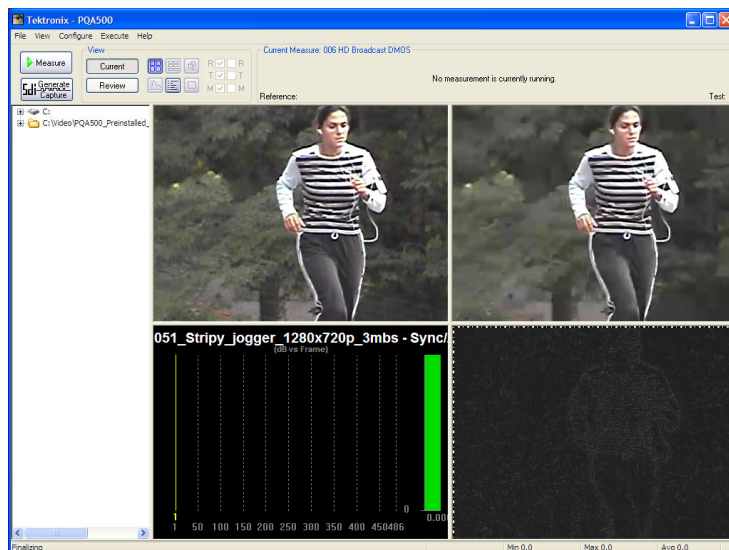 Tektronix - PQA500
File View Configure Execute Help
Measure
Sdi Generate
Capture
View
Current
Review
R R
T T
M M
Current Measure: 006 HD Broadcast DMOS
No measurement is currently running.
Reference:
Test:
C:
C:\Video\PQA500_Preinstalled_
051_Stripy_jogger_1280x720p_3mbs - Sync/
(dB vs Frame)
0
0.00
1
1 50 100 150 200 250 300 350 400 450486
Finalizing
Min 0.0
Max 0.0
Avg 0.0